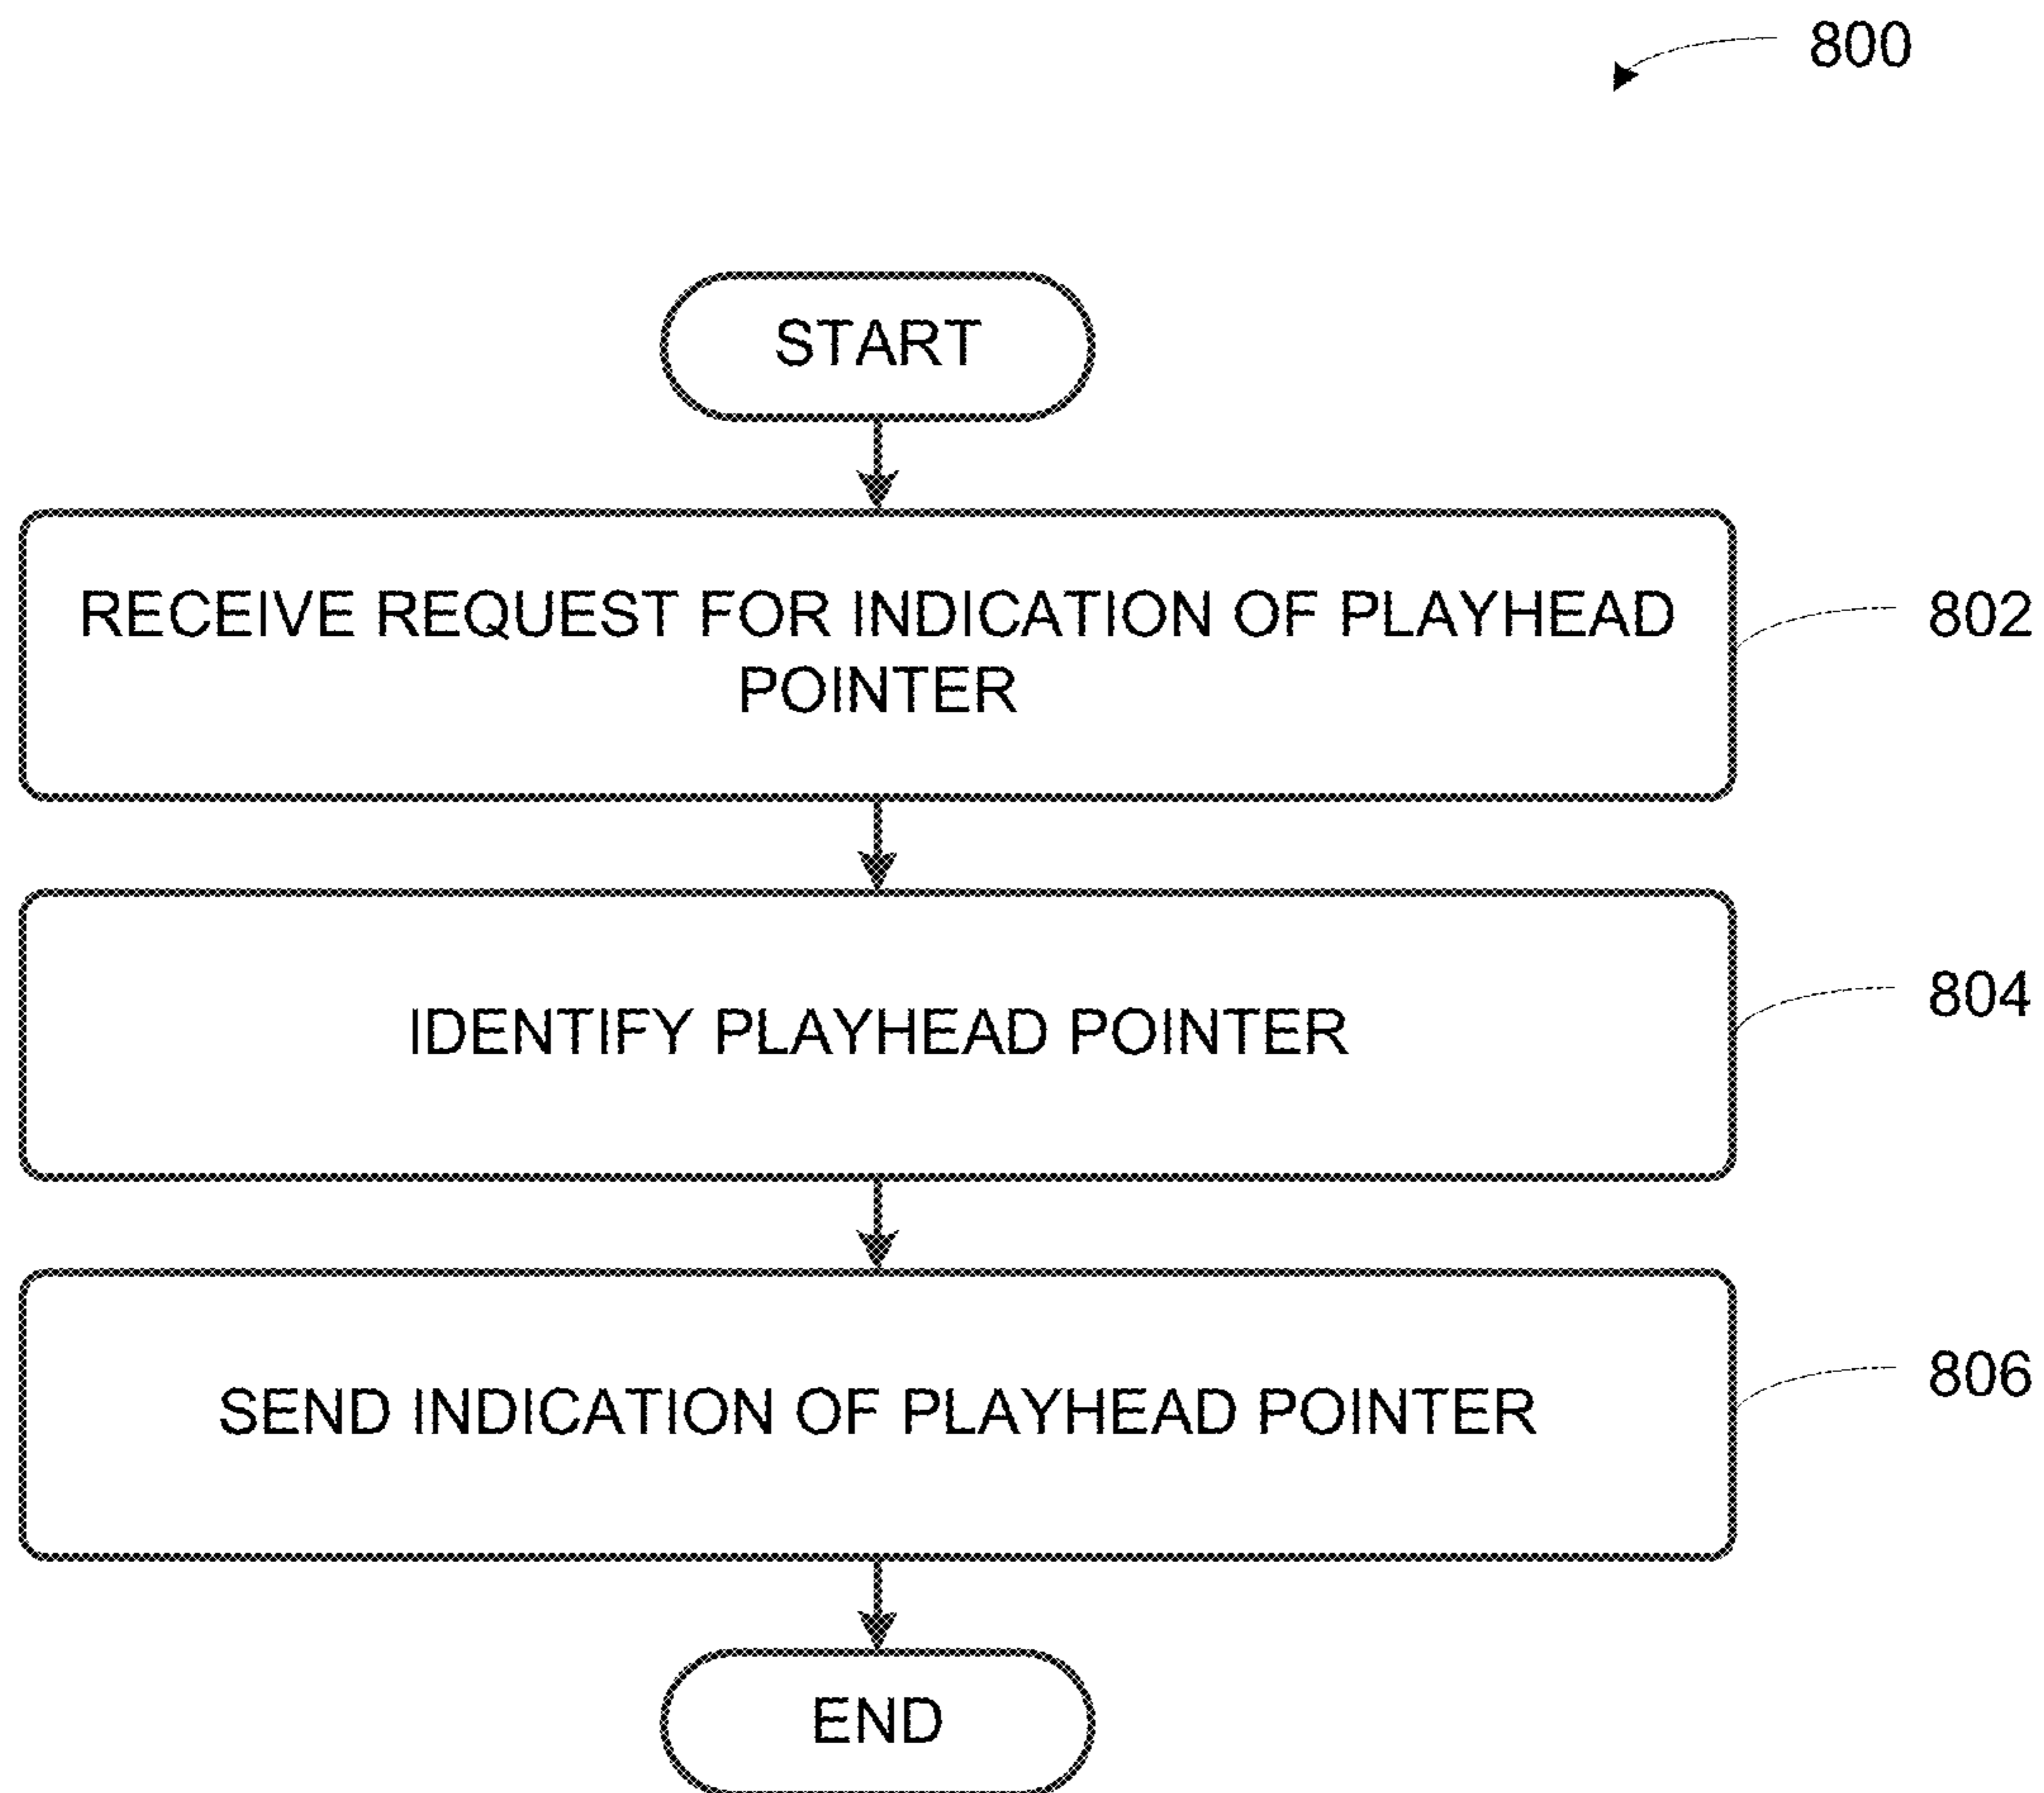 800
START
RECEIVE REQUEST FOR INDICATION OF PLAYHEAD
POINTER
802
IDENTIFY PLAYHEAD POINTER
804
SEND INDICATION OF PLAYHEAD POINTER
806
END